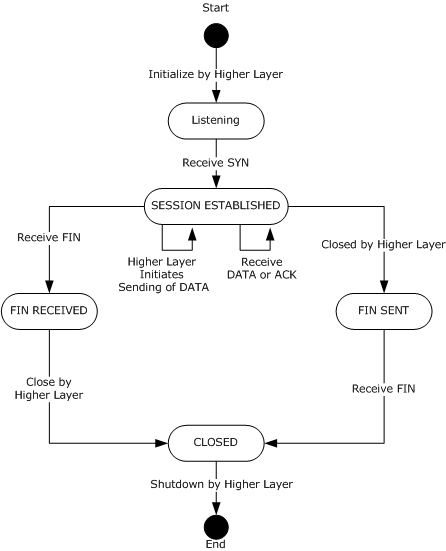 Start
Initialize by Higher Layer
Listening
Receive SYN
SESSION ESTABLISHED
Receive FIN
Closed by Higher Layer
Higher Layer
Initiates
Sending of DATA
Receive
DATA or ACK
FIN RECEIVED
FIN SENT
Close by
Higher Layer
Receive FIN
CLOSED
Shutdown by Higher Layer
End